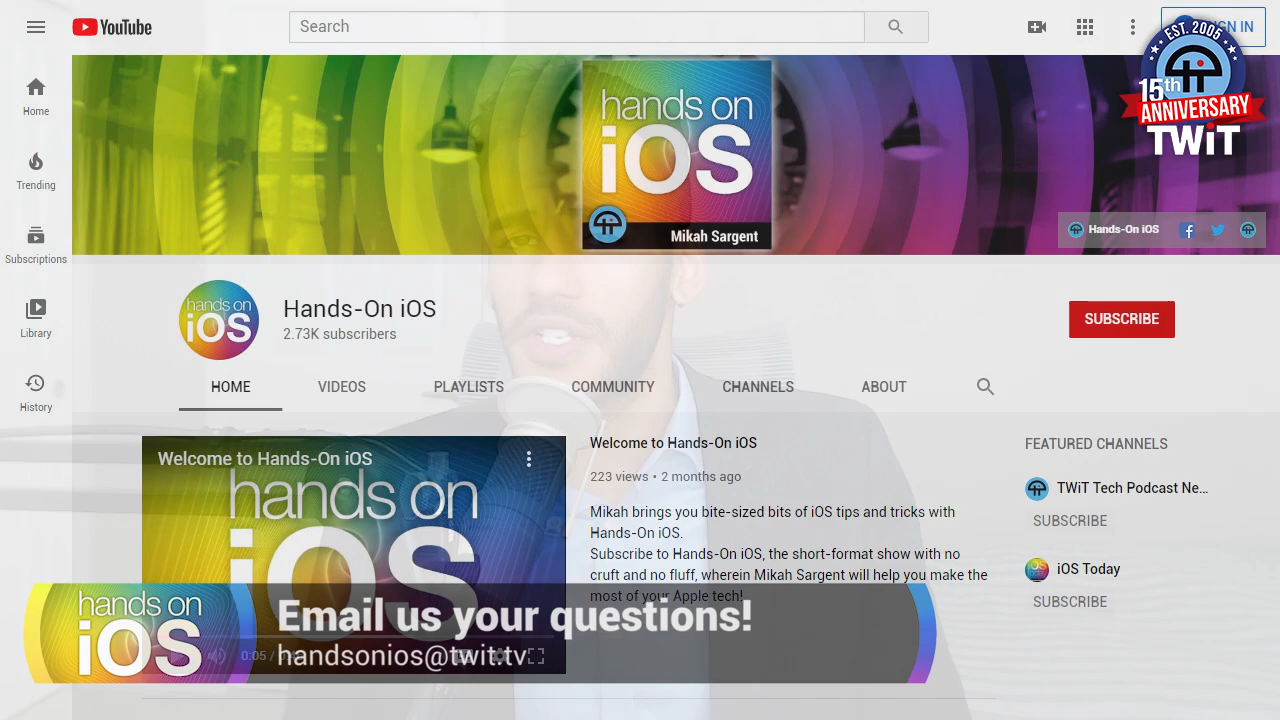 YouTube
Search
SIGN IN
EST. 2005
15th
ANNIVERSARY
TWiT
Home
Trending
Subscriptions
Library
History
hands on
iOS
Mikah Sargent
Hands-On iOS
hands on
iOS
Hands-On iOS
2.73K subscribers
SUBSCRIBE
HOME
VIDEOS
PLAYLISTS
COMMUNITY
CHANNELS
ABOUT
Welcome to Hands-On iOS
hands on
iOS
0:05 /
Welcome to Hands-On iOS
223 views • 2 months ago
Mikah brings you bite-sized bits of iOS tips and tricks with
Hands-On iOS.
Subscribe to Hands-On iOS, the short-format show with no
cruft and no fluff, wherein Mikah Sargent will help you make the
most of your Apple tech!
FEATURED CHANNELS
TWiT Tech Podcast Ne...
SUBSCRIBE
iOS Today
SUBSCRIBE
hands on
iOS
Email us your questions!
handsonios@twit.tv